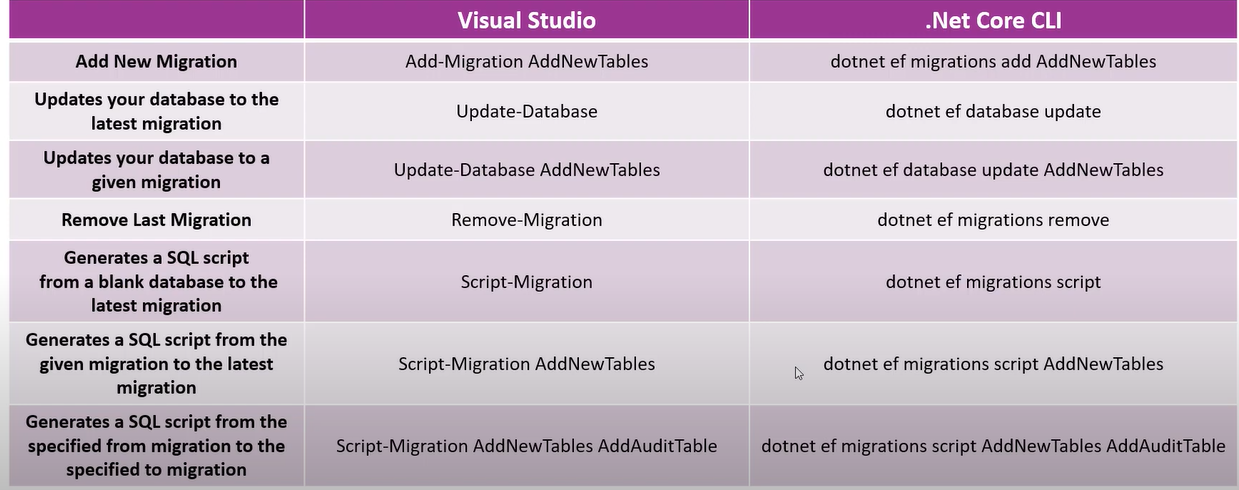 Visual Studio
.Net Core CLI
Add New Migration
Add-Migration AddNewTables
dotnet ef migrations add AddNewTables
Updates your database to the
latest migration
Update-Database
dotnet ef database update
Updates your database to a
given migration
Update-Database AddNewTables
dotnet ef database update AddNewTables
Remove Last Migration
Remove-Migration
dotnet ef migrations remove
Generates a SQL script
from a blank database to the
latest migration
Script-Migration
dotnet ef migrations script
Generates a SQL script from the
given migration to the latest
migration
Script-Migration AddNewTables
dotnet ef migrations script AddNewTables
Generates a SQL script from the
specified from migration to the
specified to migration
Script-Migration AddNewTables AddAuditTable
dotnet ef migrations script AddNewTables AddAuditTable